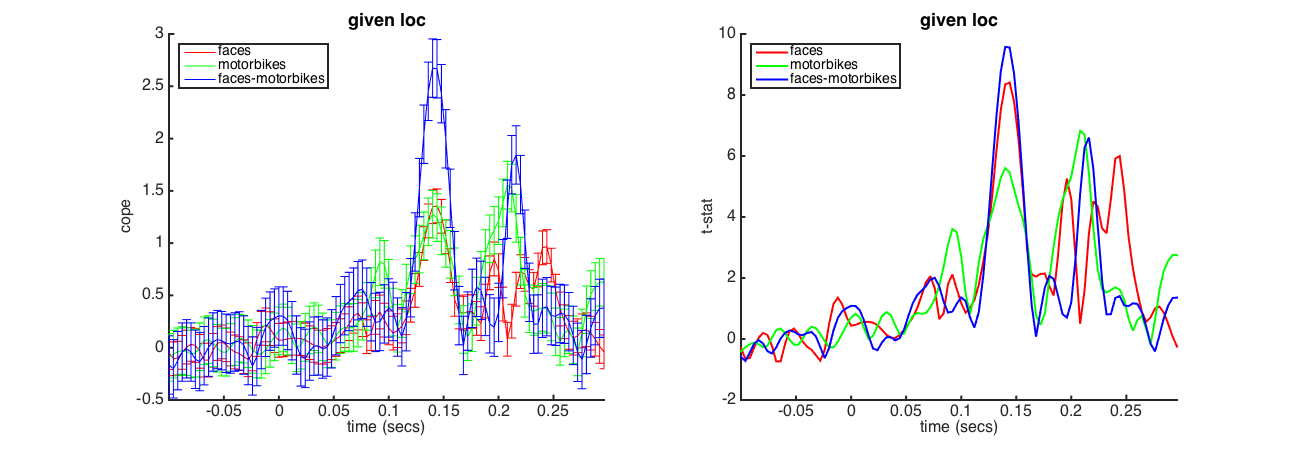 given loc
3
2.5
2
1.5
1
0.5
0
-0.5
cope
faces
motorbikes
faces-motorbikes
-0.05 0 0.05 0.1 0.15 0.2 0.25
time (secs)
given loc
10
8
6
4
2
0
-2
t-stat
faces
motorbikes
faces-motorbikes
-0.05 0 0.05 0.1 0.15 0.2 0.25
time (secs)